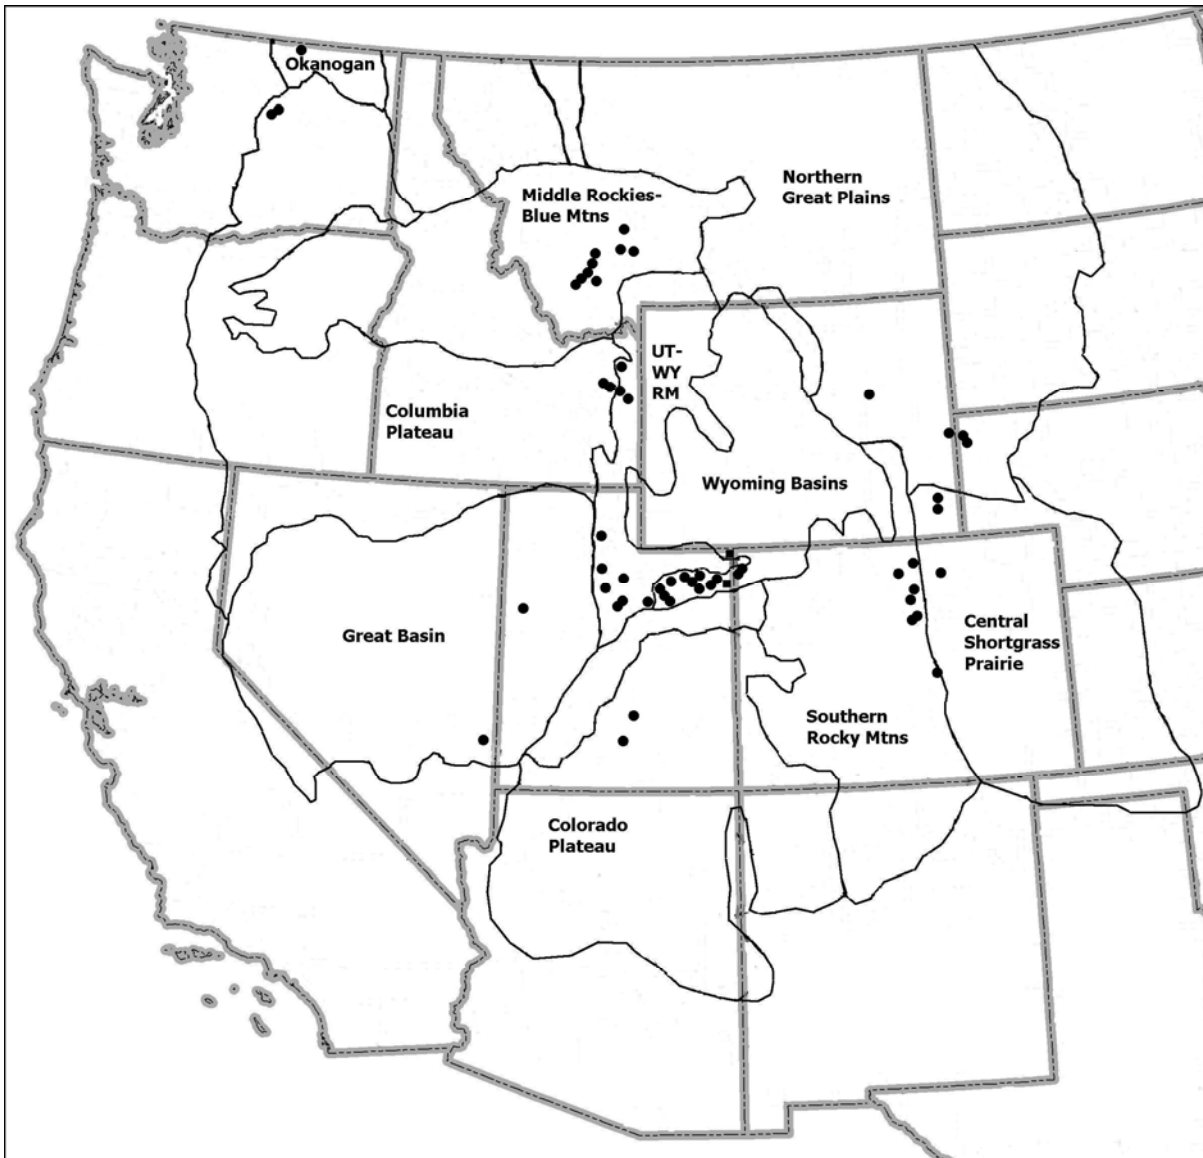 Okanogan
Northern
Great Plains
Middle Rockies-
Blue Mtns
UT-
WY
RM
Columbia
Plateau
Wyoming Basins
Great Basin
Central
Shortgrass
Prairie
Southern
Rocky Mtns
Colorado
Plateau